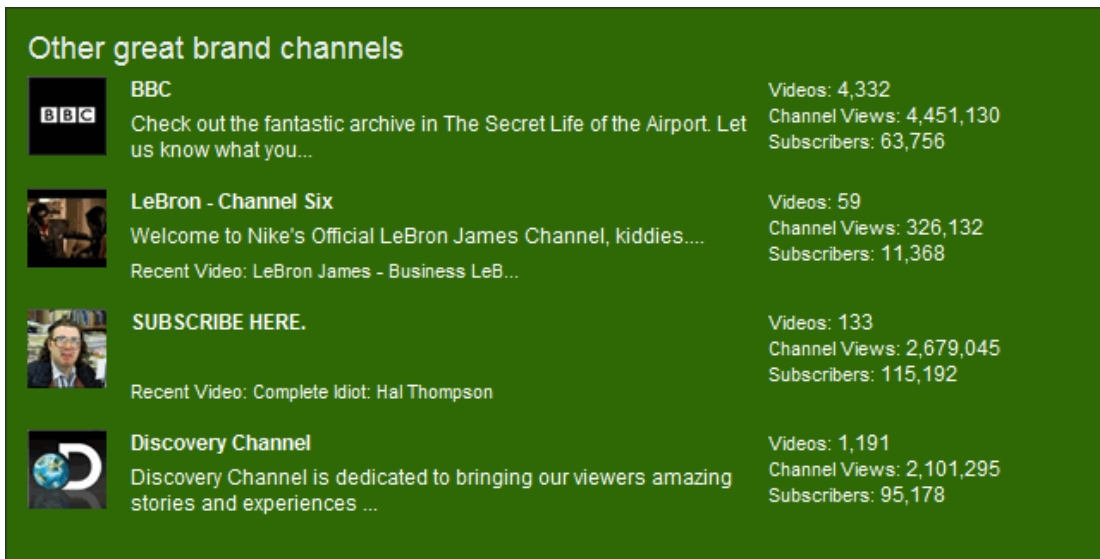 Other great brand channels
BBC
BBC
Check out the fantastic archive in The Secret Life of the Airport. Let
us know what you...
Videos: 4,332
Channel Views: 4,451,130
Subscribers: 63,756
LeBron - Channel Six
Welcome to Nike's Official LeBron James Channel, kiddies....
Recent Video: LeBron James - Business LeB...
Videos: 59
Channel Views: 326,132
Subscribers: 11,368
SUBSCRIBE HERE.
Recent Video: Complete Idiot: Hal Thompson
Videos: 133
Channel Views: 2,679,045
Subscribers: 115,192
D
Discovery Channel
Discovery Channel is dedicated to bringing our viewers amazing
stories and experiences ...
Videos: 1,191
Channel Views: 2,101,295
Subscribers: 95,178